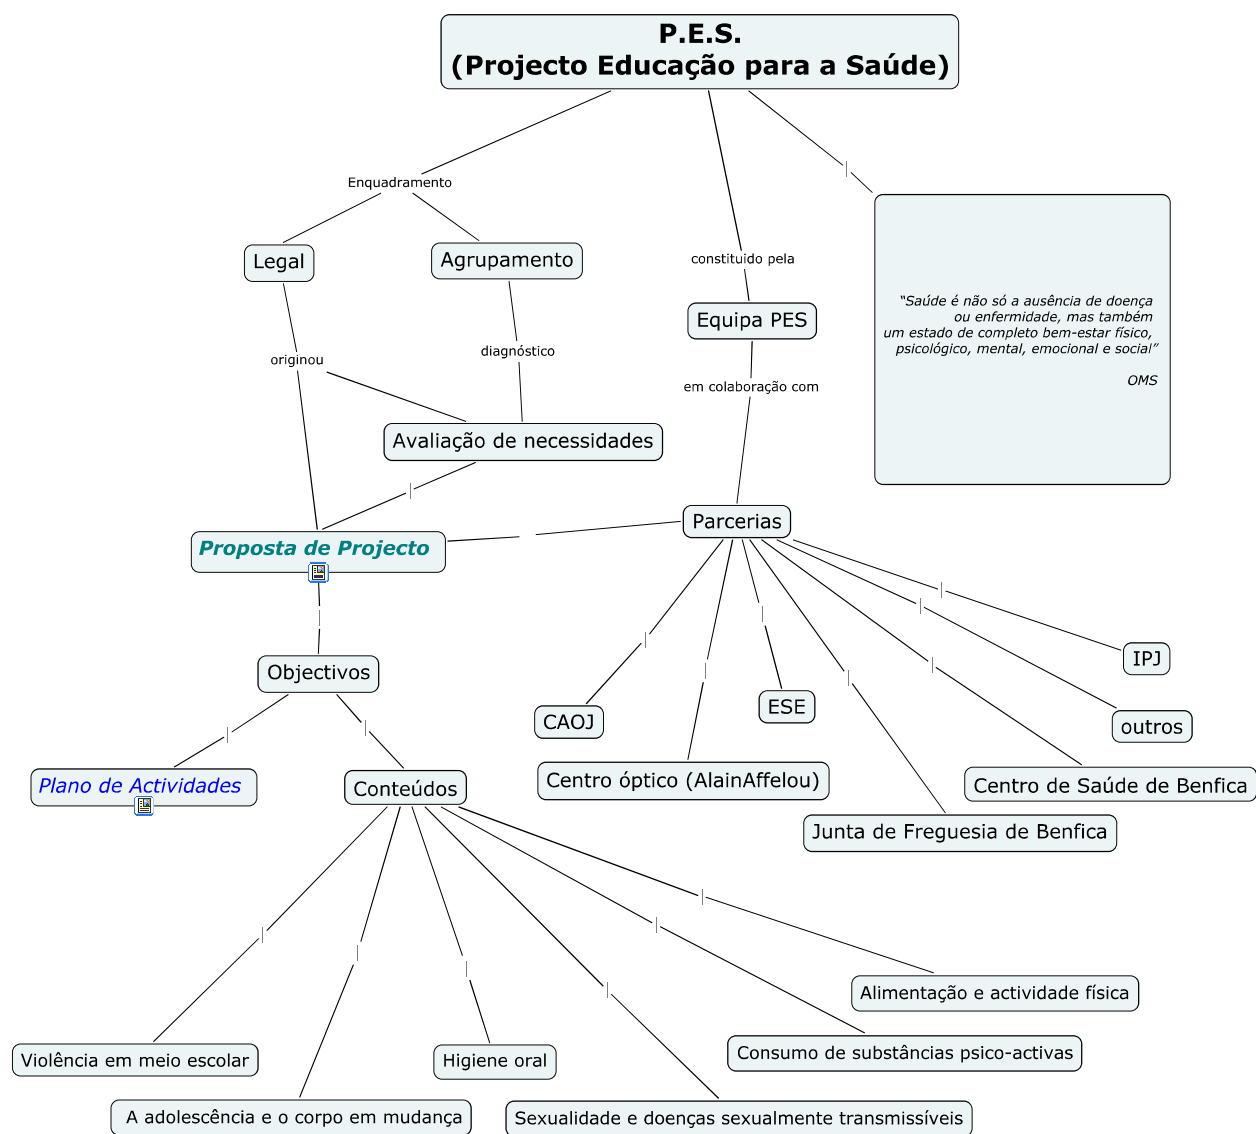 P.E.S.
(Projecto Educação para a Saúde)
Enquadramento
Legal
Agrupamento
constituido pela
Equipa PES
“Saúde é não só a ausência de doença
ou enfermidade, mas também
um estado de completo bem-estar físico,
psicológico, mental, emocional e social”
OMS
originou
diagnóstico
em colaboração com
Avaliação de necessidades
Parcerias
Proposta de Projecto
Objectivos
IPJ
CAOJ
ESE
outros
Plano de Actividades
Conteúdos
Centro óptico (AlainAffelou)
Centro de Saúde de Benfica
Junta de Freguesia de Benfica
Alimentação e actividade física
Violência em meio escolar
Higiene oral
Consumo de substâncias psico-activas
A adolescência e o corpo em mudança
Sexualidade e doenças sexualmente transmissíveis